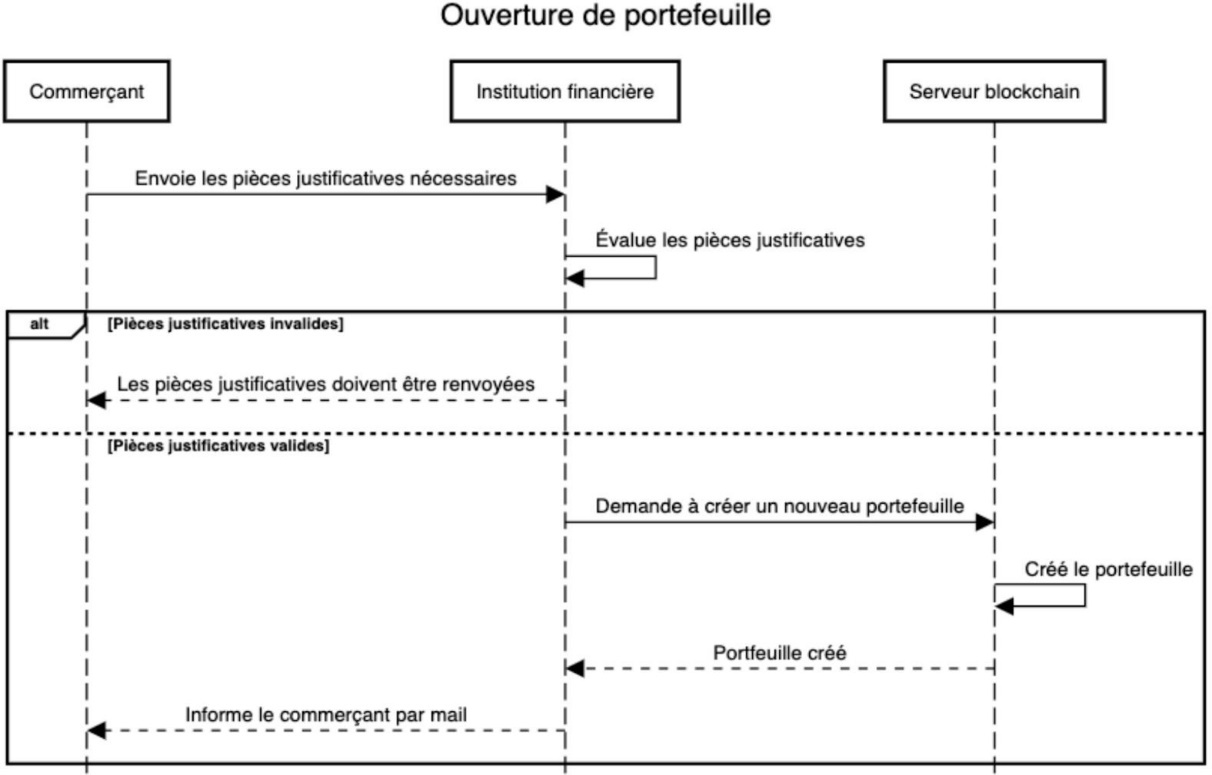 Ouverture de portefeuille
Commerçant
Institution financière
Serveur blockchain
Envoie les pièces justificatives nécessaires
Évalue les pièces justificatives
alt
[Pièces justificatives invalides]
Les pièces justificatives doivent être renvoyées
[Pièces justificatives valides]
Demande à créer un nouveau portefeuille
Créé le portefeuille
Portfeuille créé
Informe le commerçant par mail